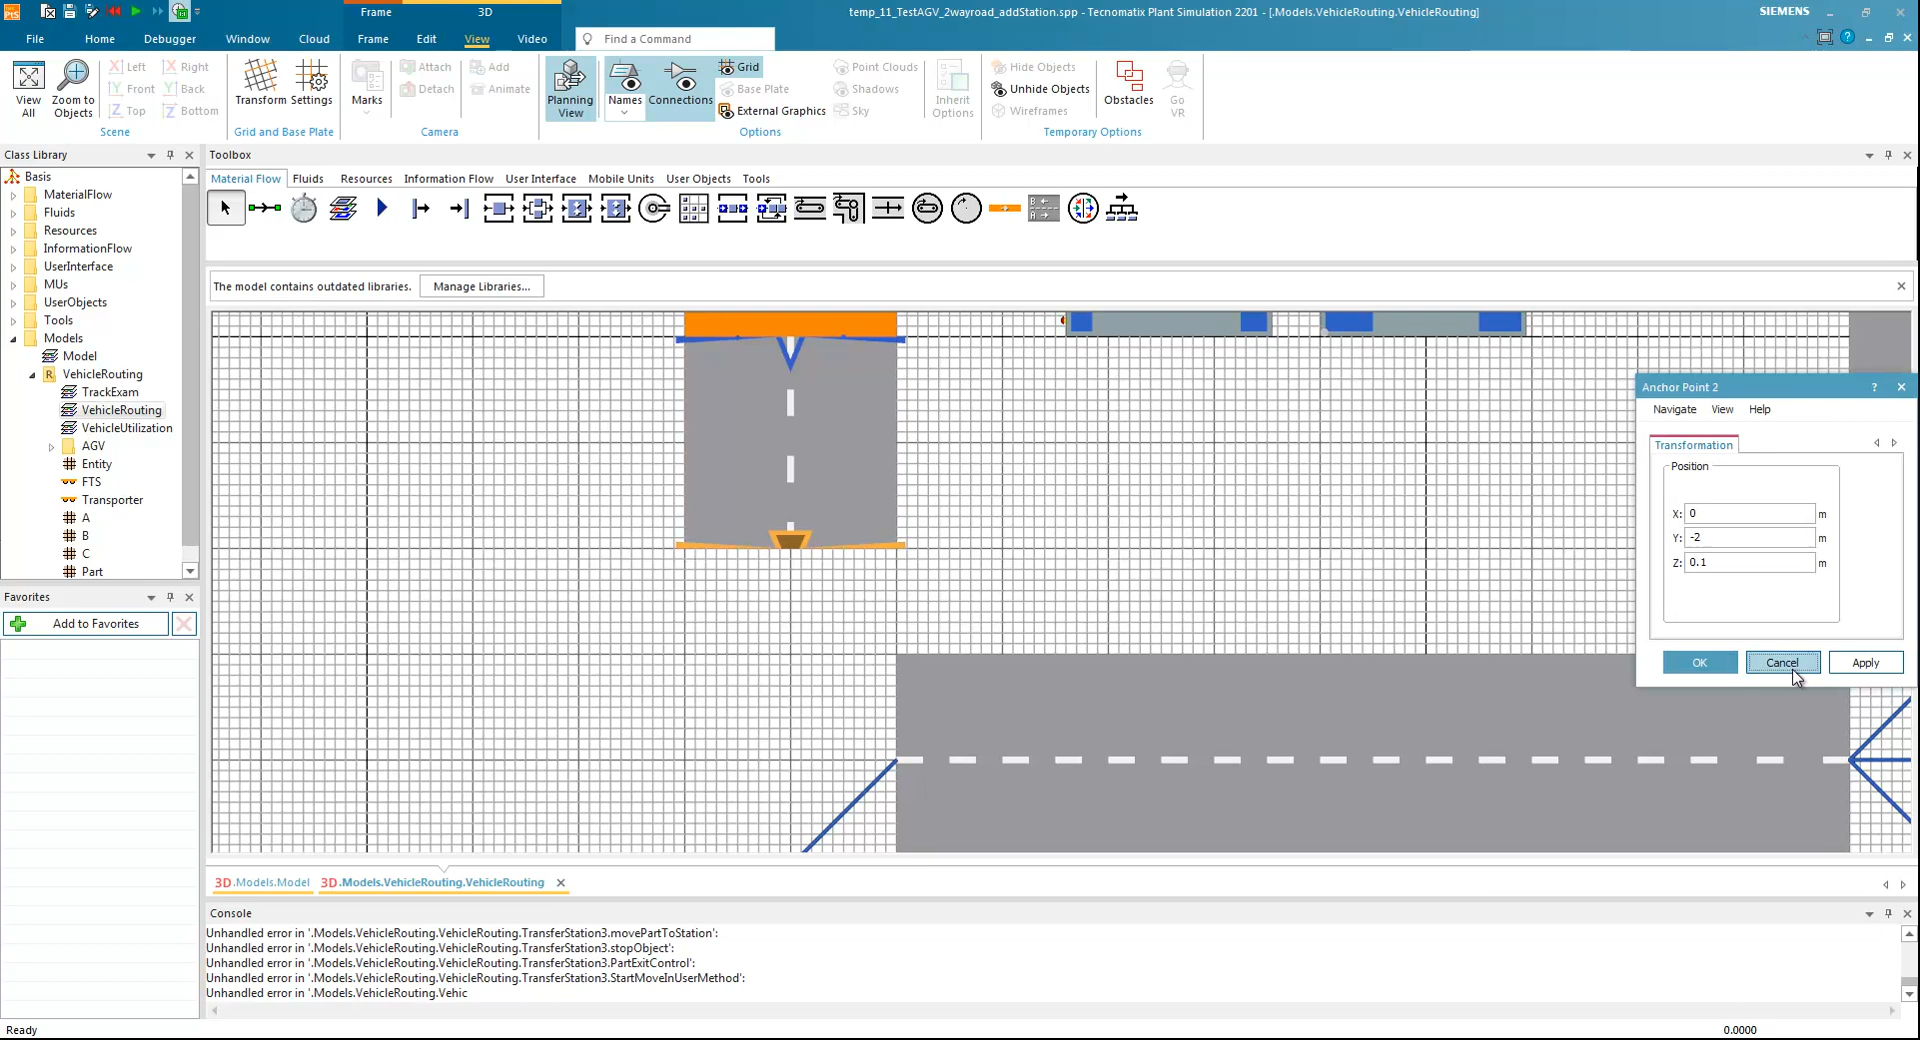 Frame
3D
temp_11_TestAGV_2wayroad_addStation.spp - Tecnomatix Plant Simulation 2201 - [.Models.VehicleRouting.VehicleRouting]
SIEMENS
File
Home
Debugger
Window
Cloud
Frame
Edit
View
Video
Find a Command
View All
Zoom to Objects
Left
Right
Front
Back
Top
Bottom
Scene
Transform
Settings
Grid and Base Plate
Marks
Attach
Detach
Add
Animate
Camera
Planning View
Names
Connections
Grid
Base Plate
External Graphics
Point Clouds
Shadows
Sky
Options
Inherit Options
Hide Objects
Unhide Objects
Wireframes
Obstacles
Go VR
Temporary Options
Class Library
Basis
MaterialFlow
Fluids
Resources
InformationFlow
UserInterface
MUs
UserObjects
Tools
Models
Model
R
VehicleRouting
TrackExam
VehicleRouting
VehicleUtilization
AGV
Entity
FTS
Transporter
A
B
C
Part
Favorites
Add to Favorites
Toolbox
Material Flow
Fluids
Resources
Information Flow
User Interface
Mobile Units
User Objects
Tools
The model contains outdated libraries.
Manage Libraries...
Anchor Point 2
?
Navigate
View
Help
Transformation
Position
X: 0 m
Y: -2 m
Z: 0.1 m
OK
Cancel
Apply
3D .Models.Model
3D .Models.VehicleRouting.VehicleRouting
Console
Unhandled error in '.Models.VehicleRouting.VehicleRouting.TransferStation3.movePartToStation':
Unhandled error in '.Models.VehicleRouting.VehicleRouting.TransferStation3.stopObject':
Unhandled error in '.Models.VehicleRouting.VehicleRouting.TransferStation3.PartExitControl':
Unhandled error in '.Models.VehicleRouting.VehicleRouting.TransferStation3.StartMoveInUserMethod':
Unhandled error in '.Models.VehicleRouting.Vehic
Ready
0.0000